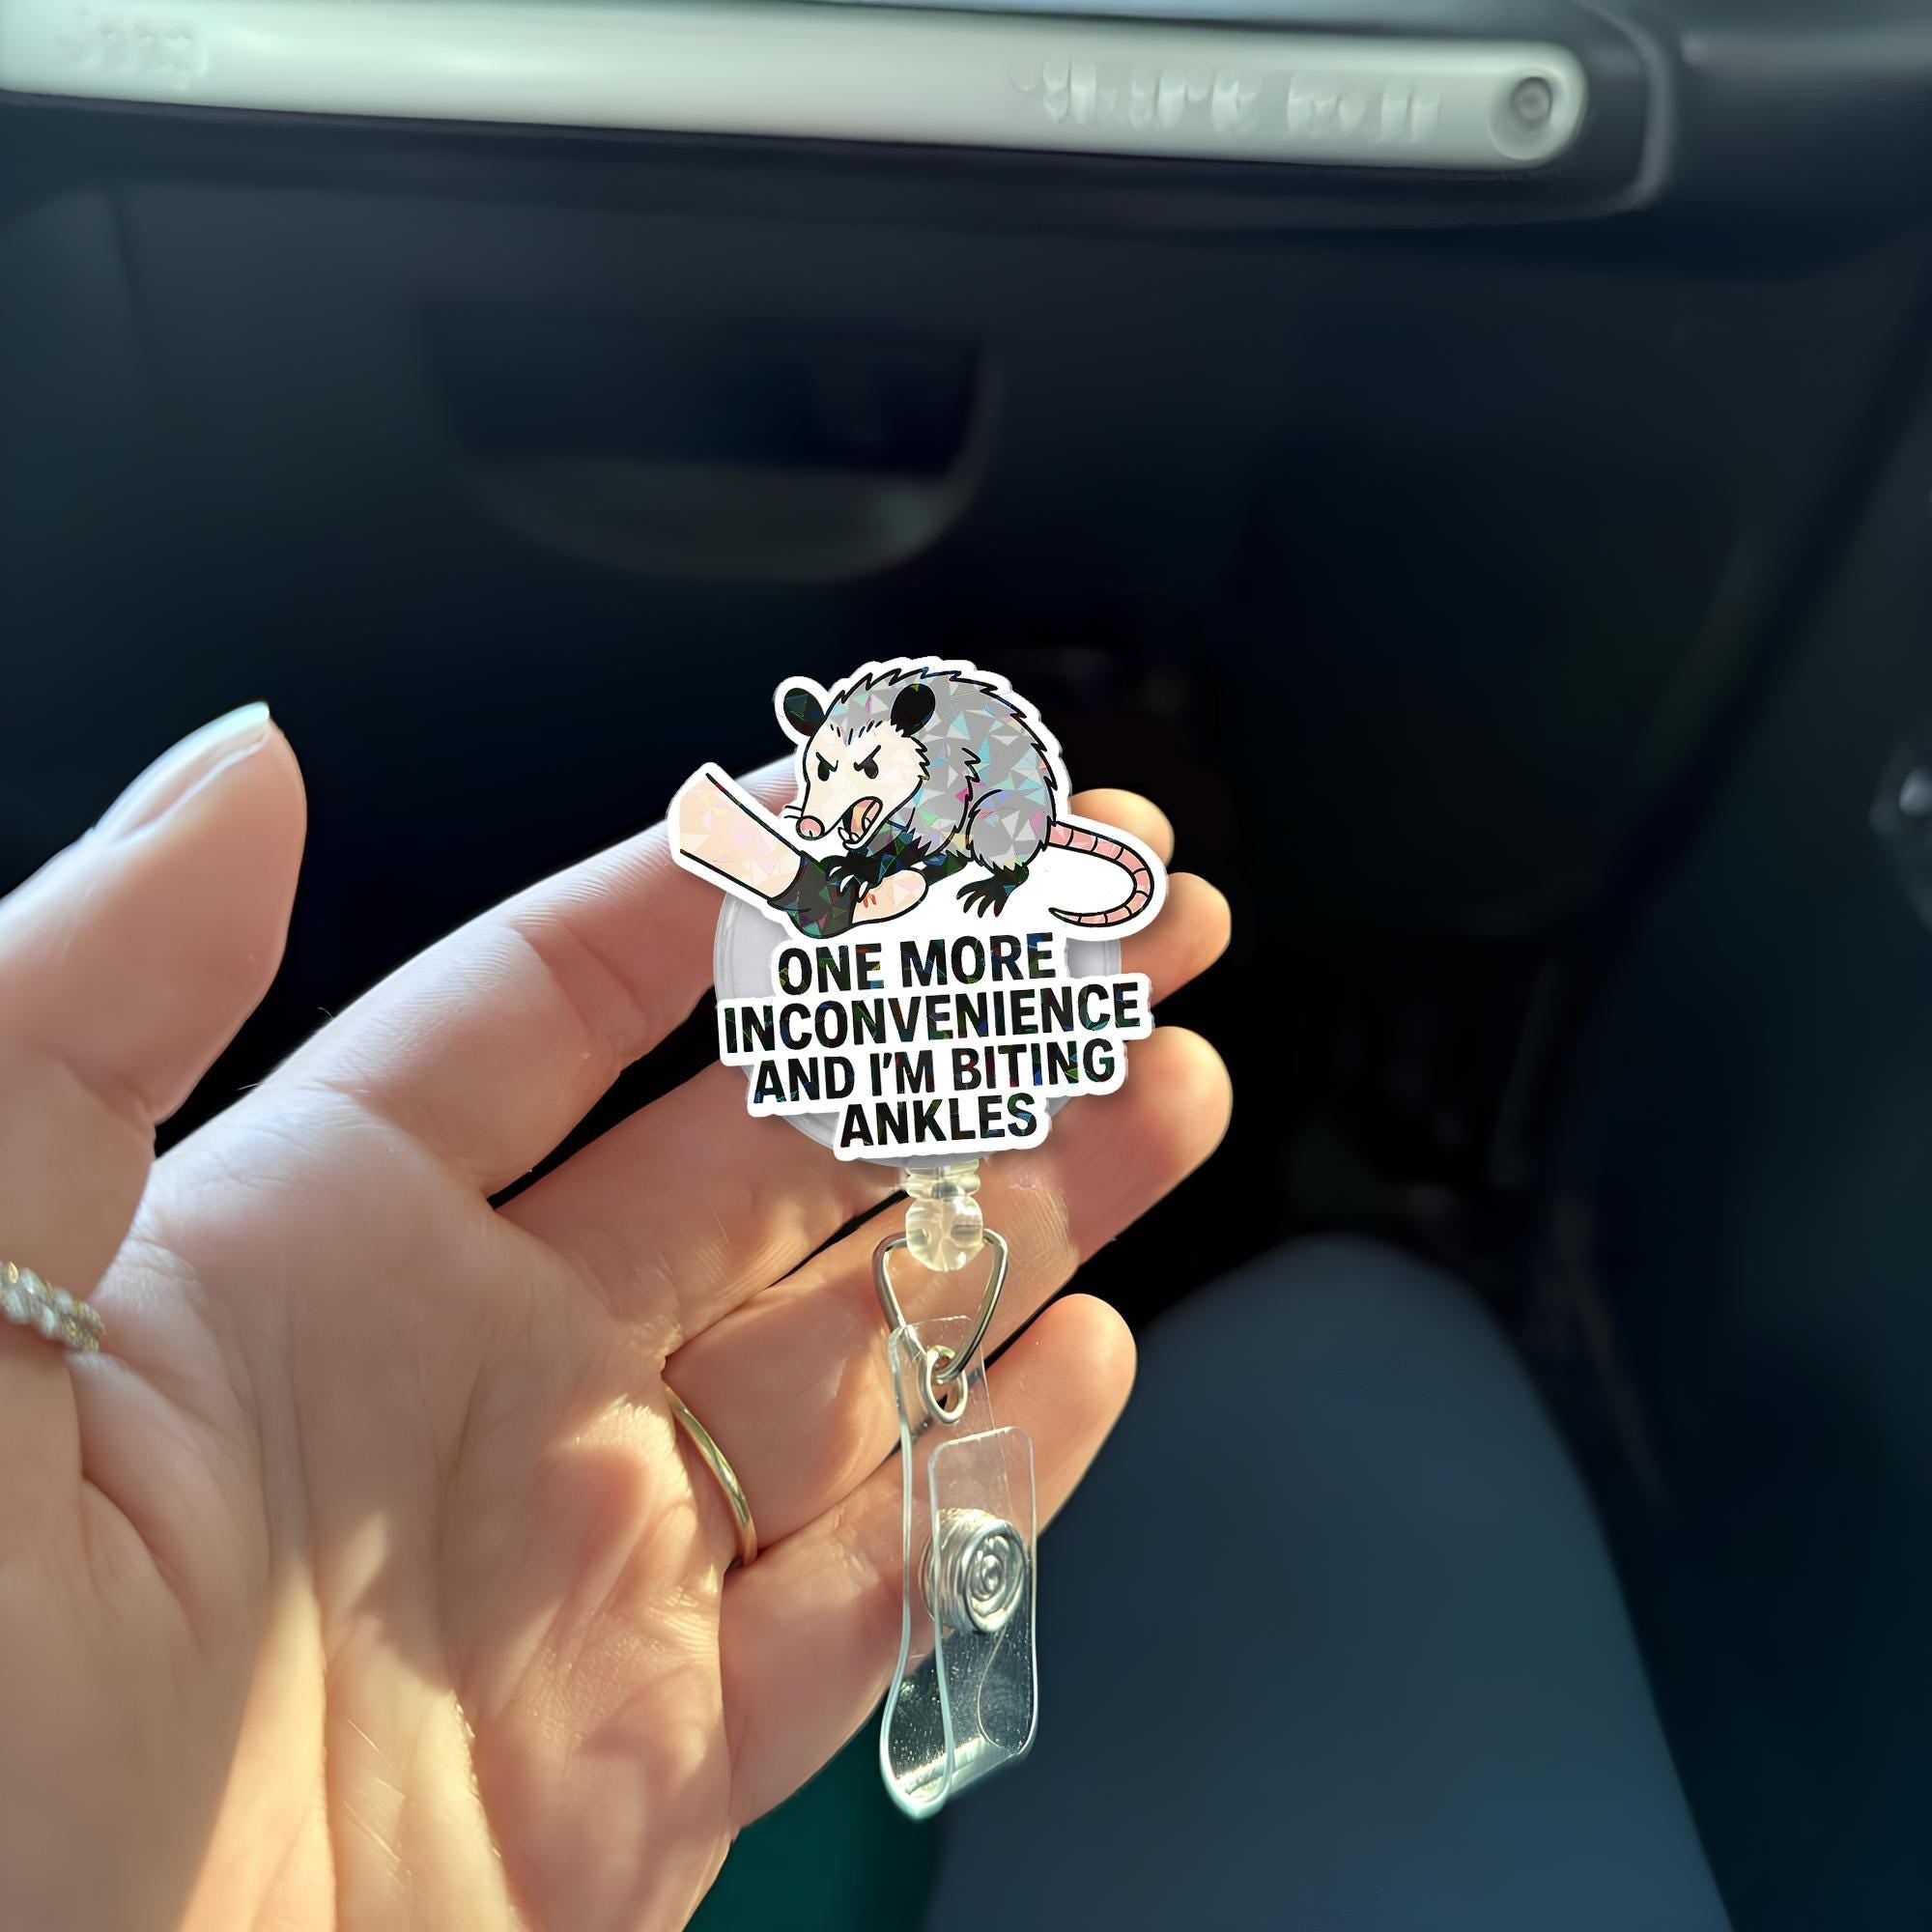 ONE MORE
INCONVENIENCE
AND I'M BITING
ANKLES